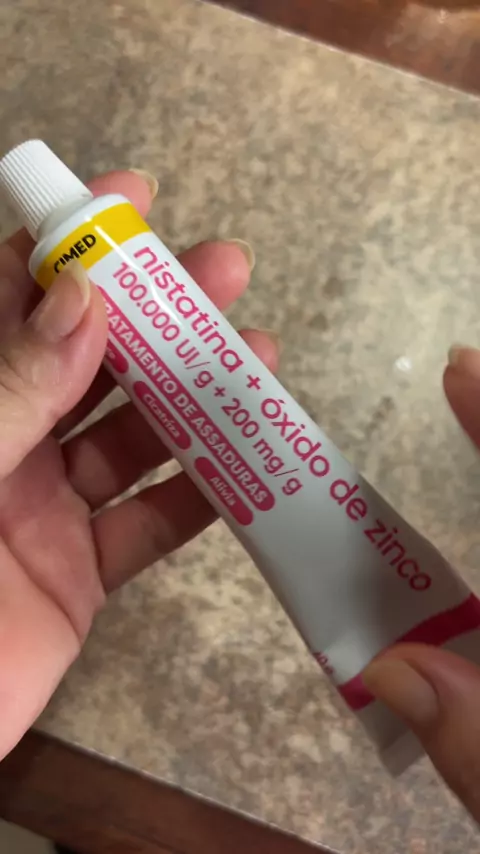 CIMED
nistatina + óxido de zinco
100.000 UI/g + 200 mg/g
TRATAMENTO DE ASSADURAS
Cicatriza
Alivia